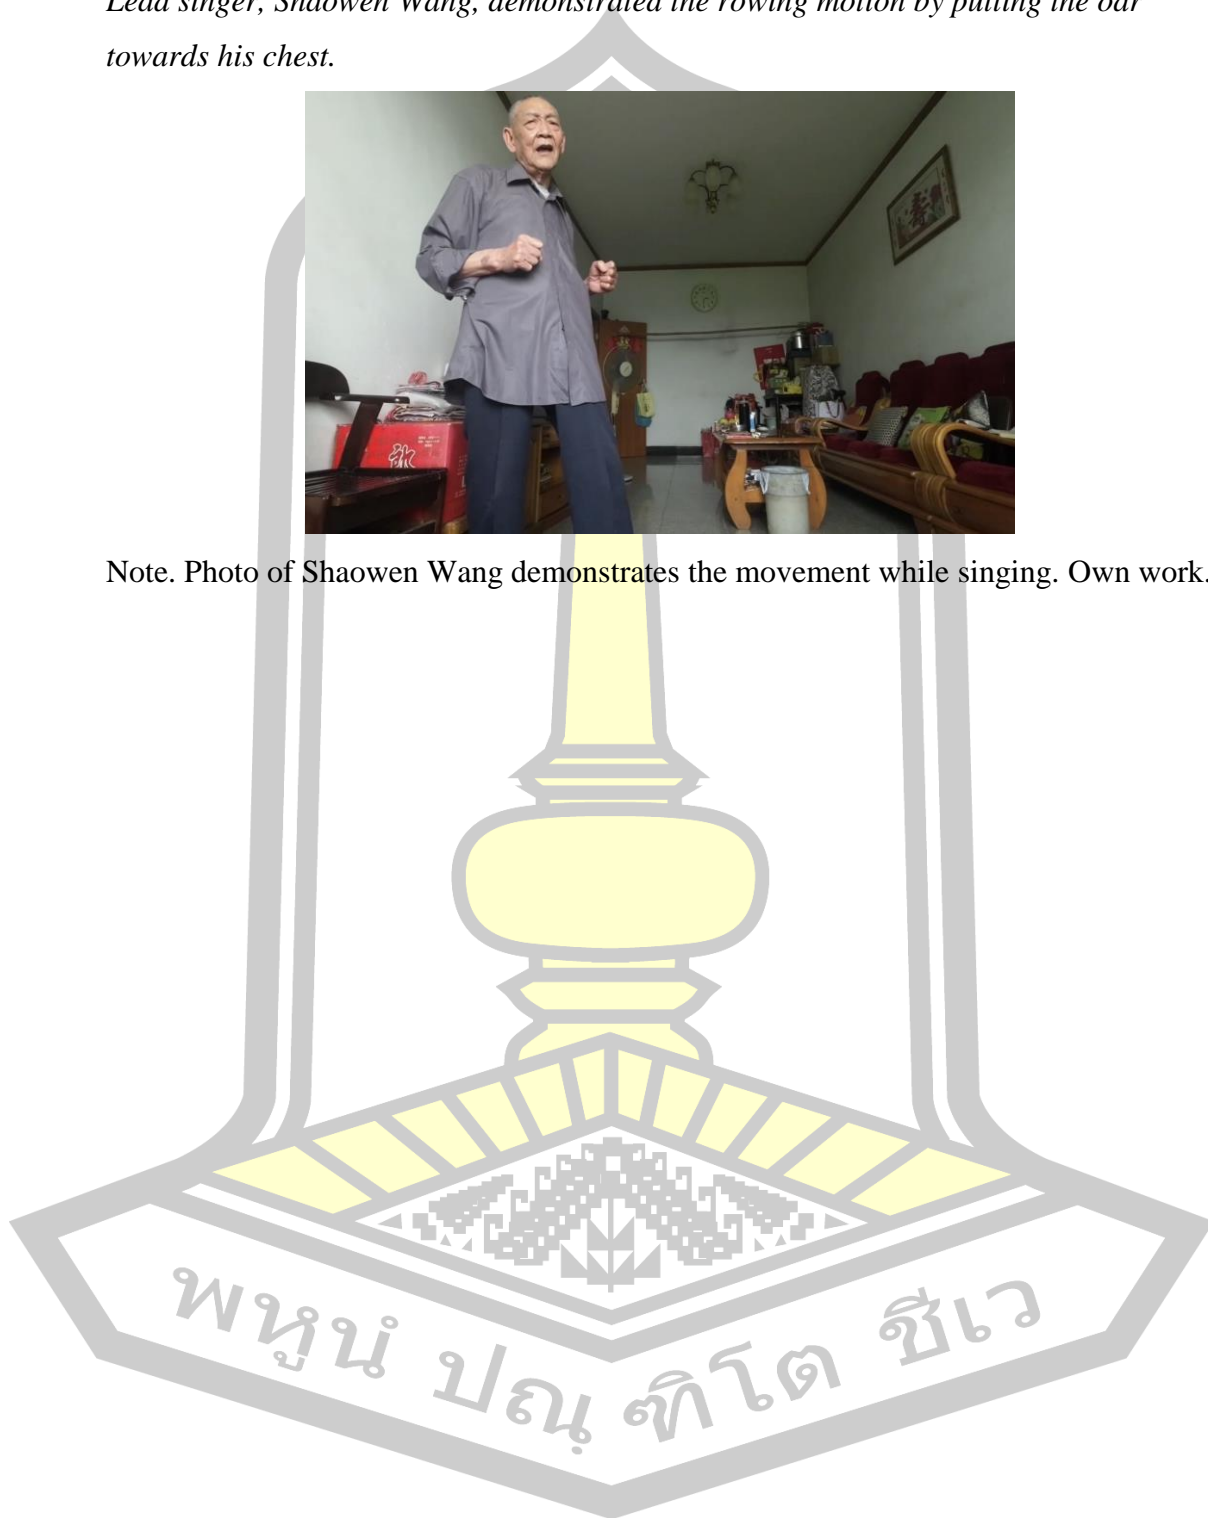 Lead singer, Shaowen Wang, demonstrated the rowing motion by pulling the oar
towards his chest.
Note. Photo of Shaowen Wang demonstrates the movement while singing. Own work.
พหูนํ ปณฺฑิโต ชีเว